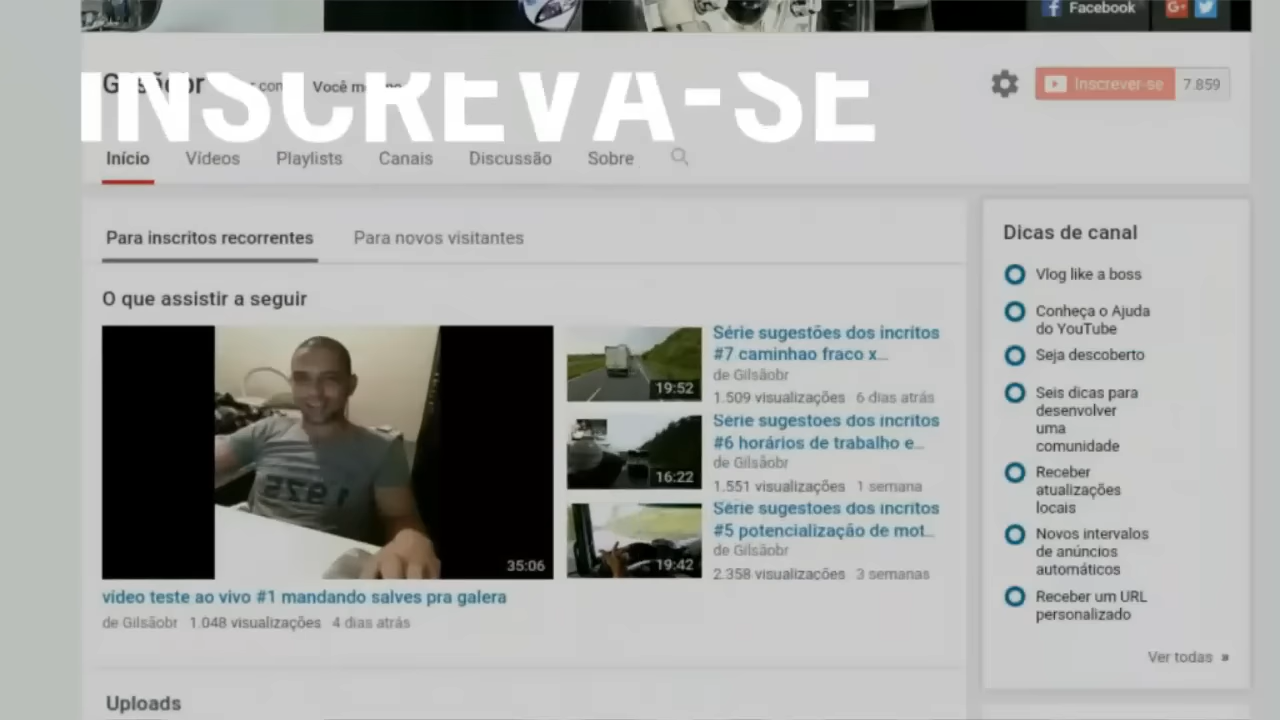 Facebook
INSCREVA-SE
Inscrever-se 7.859
Início Vídeos Playlists Canais Discussão Sobre
Para inscritos recorrentes Para novos visitantes
O que assistir a seguir
35:06
vídeo teste ao vivo #1 mandando salves pra galera
de Gilsãobr 1.048 visualizações 4 dias atrás
19:52
Série sugestões dos incritos
#7 caminhao fraco x...
de Gilsãobr
1.509 visualizações 6 dias atrás
16:22
Série sugestoes dos incritos
#6 horários de trabalho e...
de Gilsãobr
1.551 visualizações 1 semana
19:42
Série sugestoes dos incritos
#5 potencialização de mot...
de Gilsãobr
2.358 visualizações 3 semanas
Uploads
Dicas de canal
Vlog like a boss
Conheça o Ajuda
do YouTube
Seja descoberto
Seis dicas para
desenvolver
uma
comunidade
Receber
atualizações
locais
Novos intervalos
de anúncios
automáticos
Receber um URL
personalizado
Ver todas »